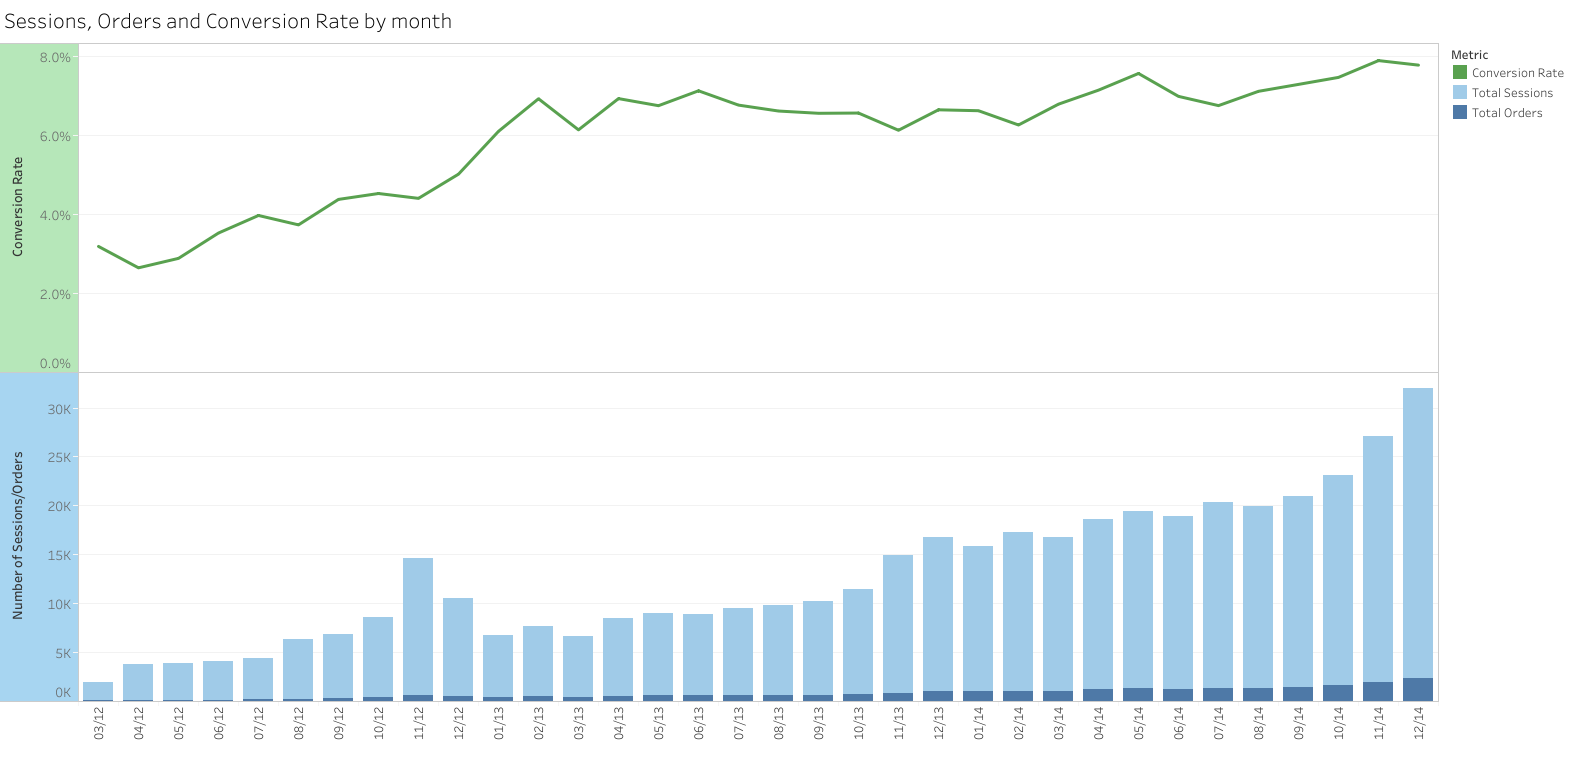 Sessions, Orders and Conversion Rate by month
Metric
Conversion Rate
Total Sessions
Total Orders
Conversion Rate
8.0%
6.0%
4.0%
2.0%
0.0%
Number of Sessions/Orders
30K
25K
20K
15K
10K
5K
0K
03/12
04/12
05/12
06/12
07/12
08/12
09/12
10/12
11/12
12/12
01/13
02/13
03/13
04/13
05/13
06/13
07/13
08/13
09/13
10/13
11/13
12/13
01/14
02/14
03/14
04/14
05/14
06/14
07/14
08/14
09/14
10/14
11/14
12/14